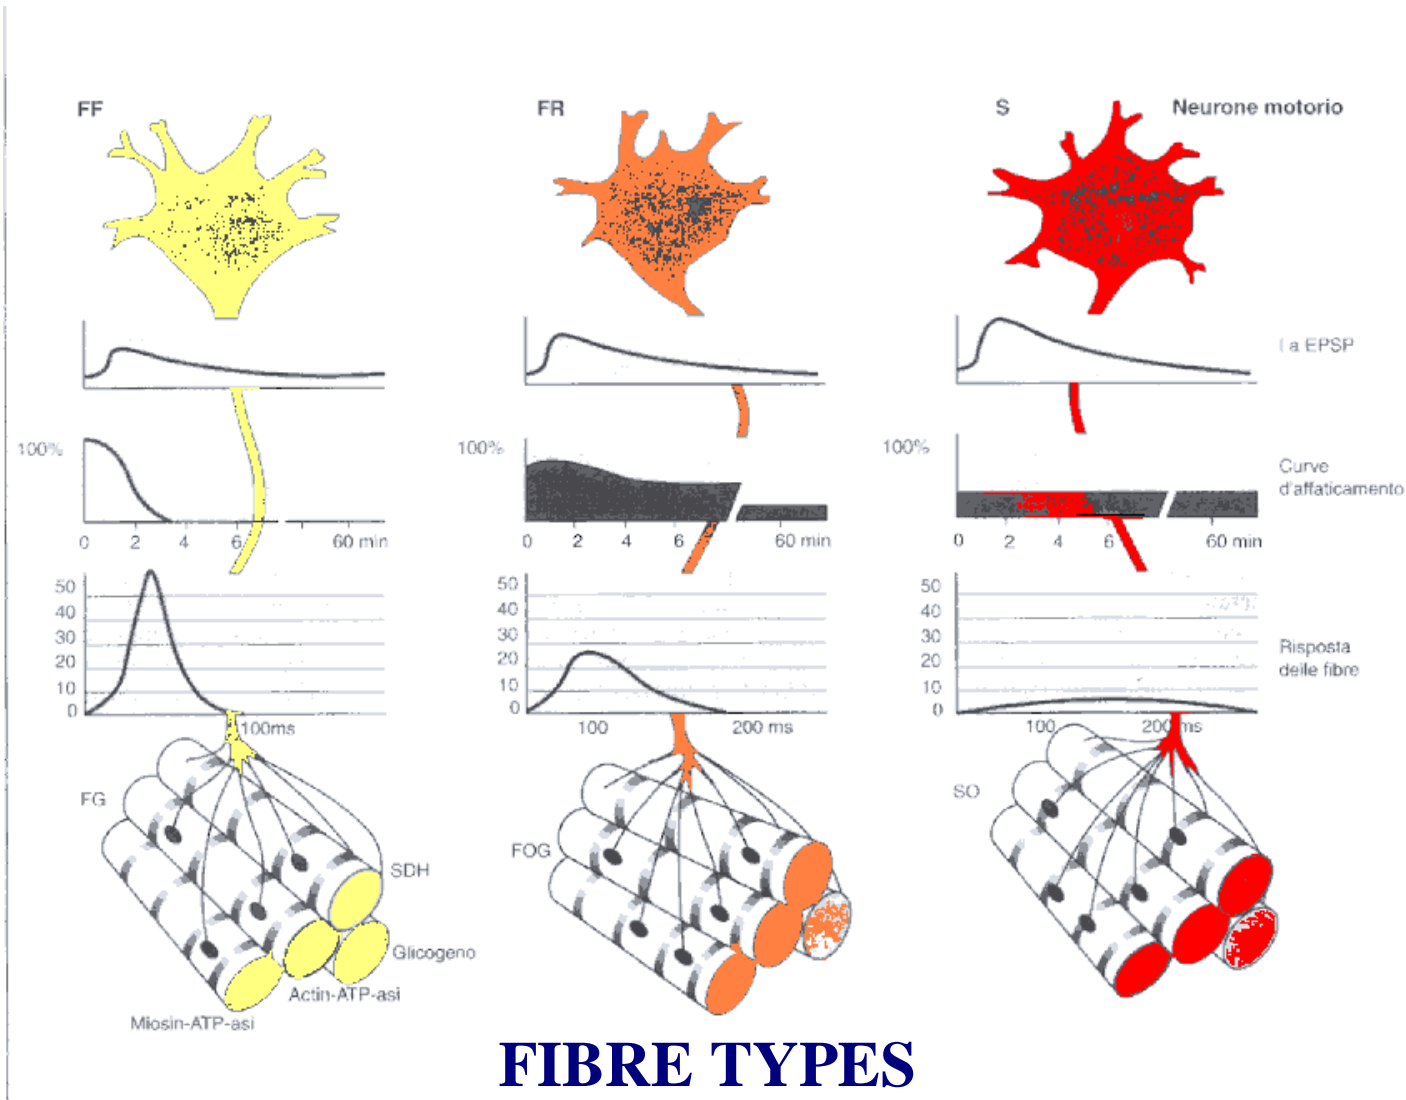 FF
FR
S
Neurone motorio
I a EPSP
100%
100%
100%
Curve
d'affaticamento
0 2 4 6 60 min
0 2 4 6 60 min
0 2 4 6 60 min
50
40
30
20
10
0
100ms
50
40
30
20
10
0
100 200 ms
50
40
30
20
10
0
100 200 ms
Risposta
delle fibre
FG
FOG
SO
SDH
Glicogeno
Actin-ATP-asi
Miosin-ATP-asi
FIBRE TYPES